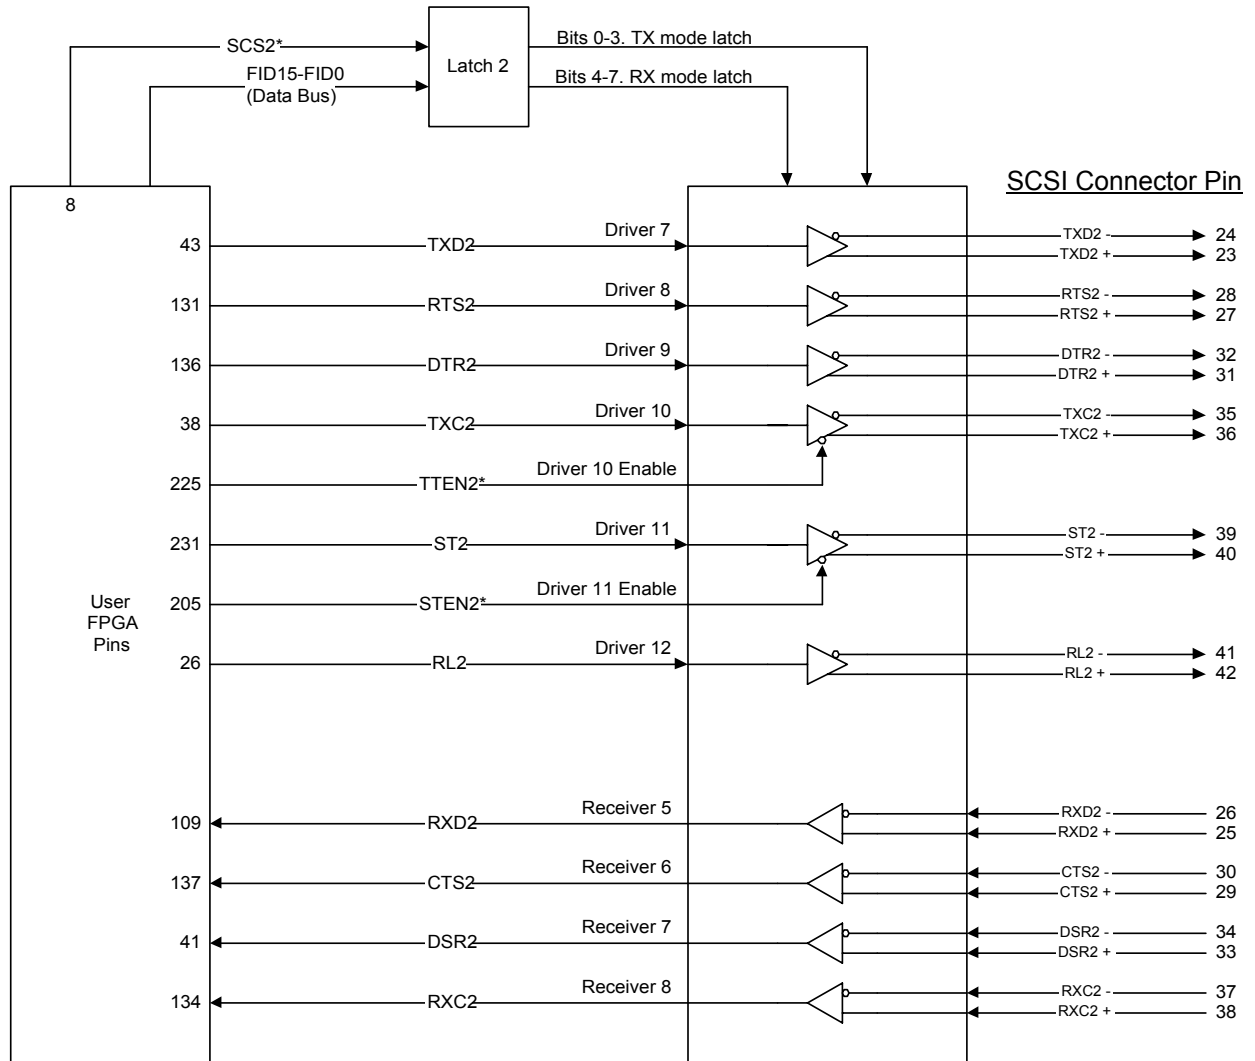 SCS2*
FID15-FID0
(Data Bus)
Latch 2
Bits 0-3. TX mode latch
Bits 4-7. RX mode latch
SCSI Connector Pin
8
43 TXD2 Driver 7 TXD2 - 24
TXD2 + 23
131 RTS2 Driver 8 RTS2 - 28
RTS2 + 27
136 DTR2 Driver 9 DTR2 - 32
DTR2 + 31
38 TXC2 Driver 10 TXC2 - 35
TXC2 + 36
225 TTEN2* Driver 10 Enable
231 ST2 Driver 11 ST2 - 39
ST2 + 40
205 STEN2* Driver 11 Enable
User
FPGA
Pins
26 RL2 Driver 12 RL2 - 41
RL2 + 42
109 RXD2 Receiver 5 RXD2 - 26
RXD2 + 25
137 CTS2 Receiver 6 CTS2 - 30
CTS2 + 29
41 DSR2 Receiver 7 DSR2 - 34
DSR2 + 33
134 RXC2 Receiver 8 RXC2 - 37
RXC2 + 38